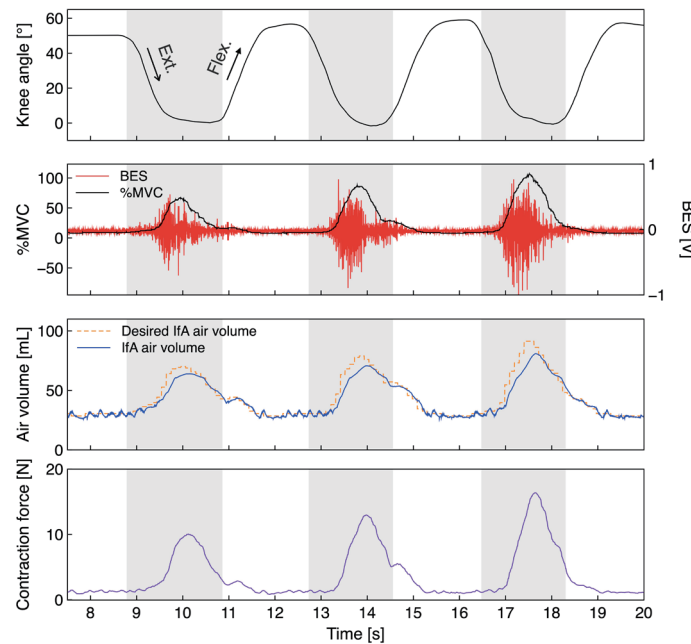 Knee angle [°]
60
40
20
0
Ext.
Flex.
%MVC
100
50
0
−50
BES
%MVC
1
0
−1
BES [V]
Air volume [mL]
100
50
0
Desired IfA air volume
IfA air volume
Contraction force [N]
20
10
0
8 9 10 11 12 13 14 15 16 17 18 19 20
Time [s]